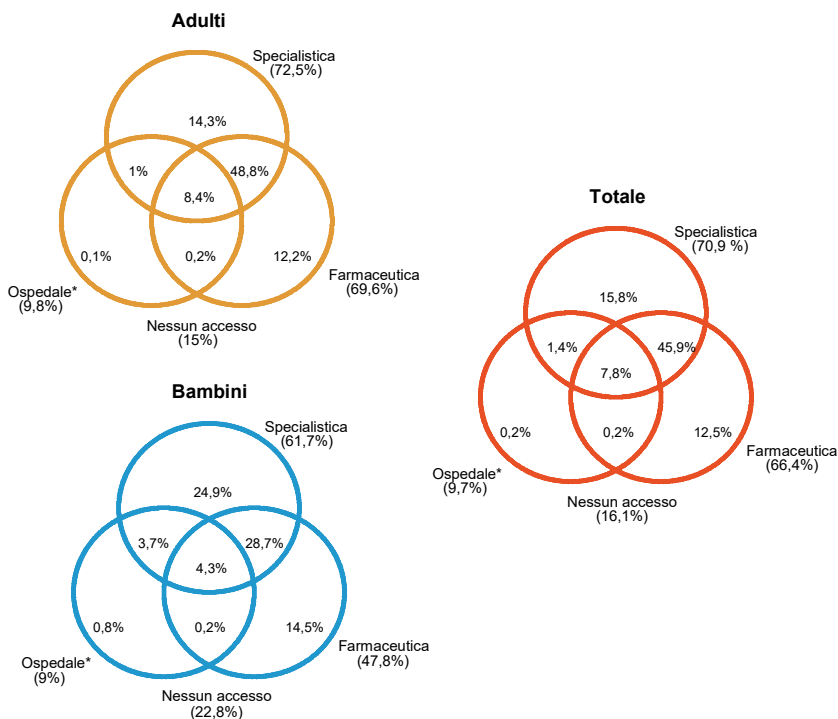 Adulti
Specialistica
(72,5%)
14,3%
1%
48,8%
8,4%
0,1%
0,2%
12,2%
Farmaceutica
(69,6%)
Ospedale*
(9,8%)
Nessun accesso
(15%)
Bambini
Specialistica
(61,7%)
24,9%
3,7%
28,7%
4,3%
0,8%
0,2%
14,5%
Farmaceutica
(47,8%)
Ospedale*
(9%)
Nessun accesso
(22,8%)
Totale
Specialistica
(70,9 %)
15,8%
1,4%
45,9%
7,8%
0,2%
0,2%
12,5%
Farmaceutica
(66,4%)
Ospedale*
(9,7%)
Nessun accesso
(16,1%)